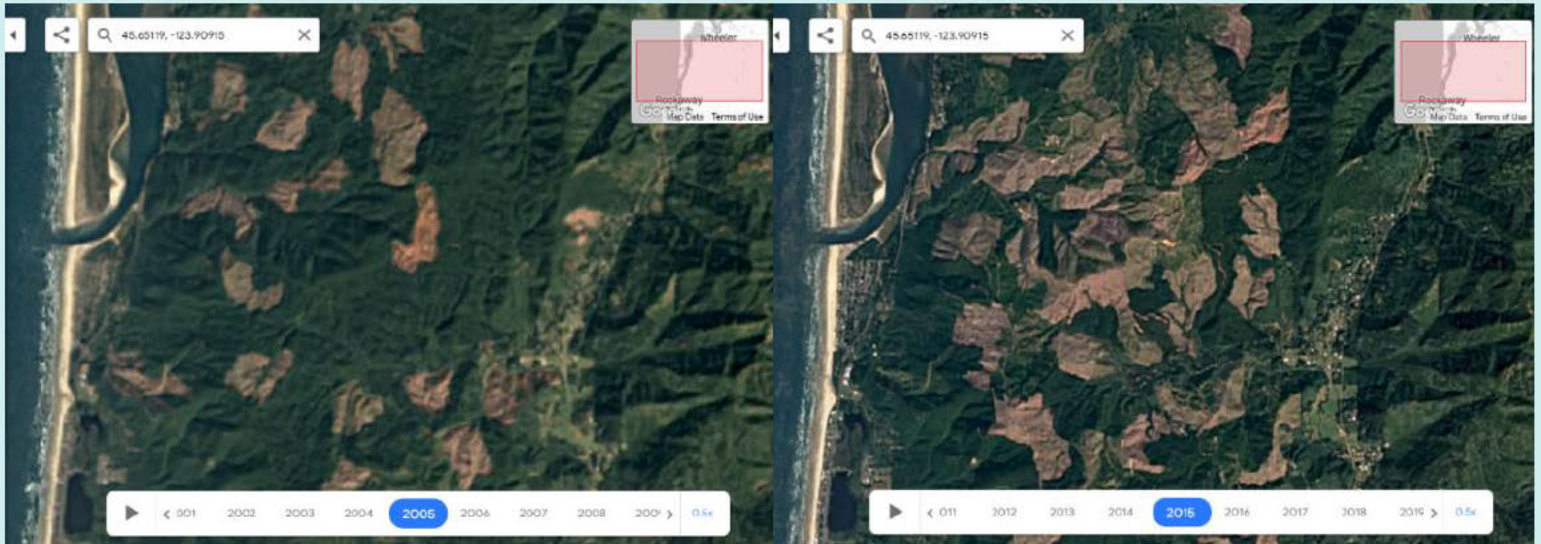 45.65119, -123.90915
Wheeler
Rockaway
Map Data Terms of Use
2002 2003 2004 2005 2006 2007 2008 0.5x
45.65119, -123.90915
Wheeler
Rockaway
Map Data Terms of Use
2012 2013 2014 2015 2016 2017 2018 2019 0.5x